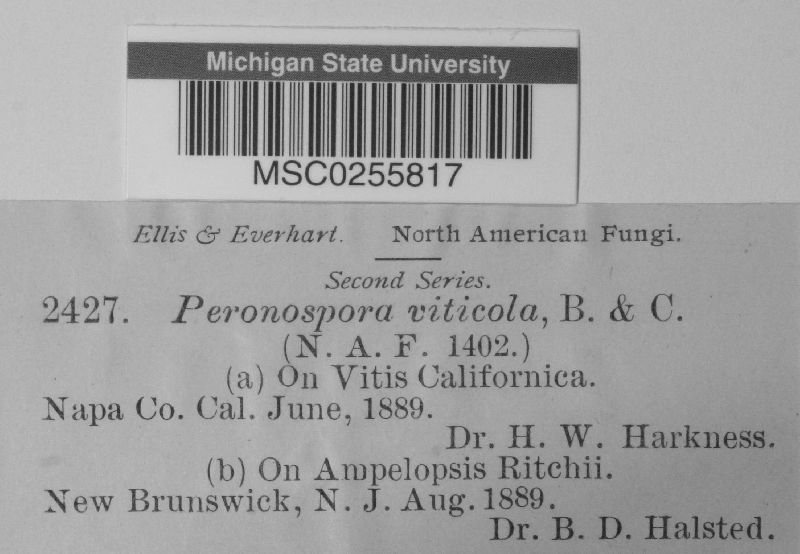 Michigan State University
MSC0255817
Ellis & Everhart. North American Fungi.
Second Series.
2427. Peronospora viticola, B. & C.
(N. A. F. 1402.)
(a) On Vitis Californica.
Napa Co. Cal. June, 1889.
Dr. H. W. Harkness.
(b) On Ampelopsis Ritchii.
New Brunswick, N. J. Aug. 1889.
Dr. B. D. Halsted.